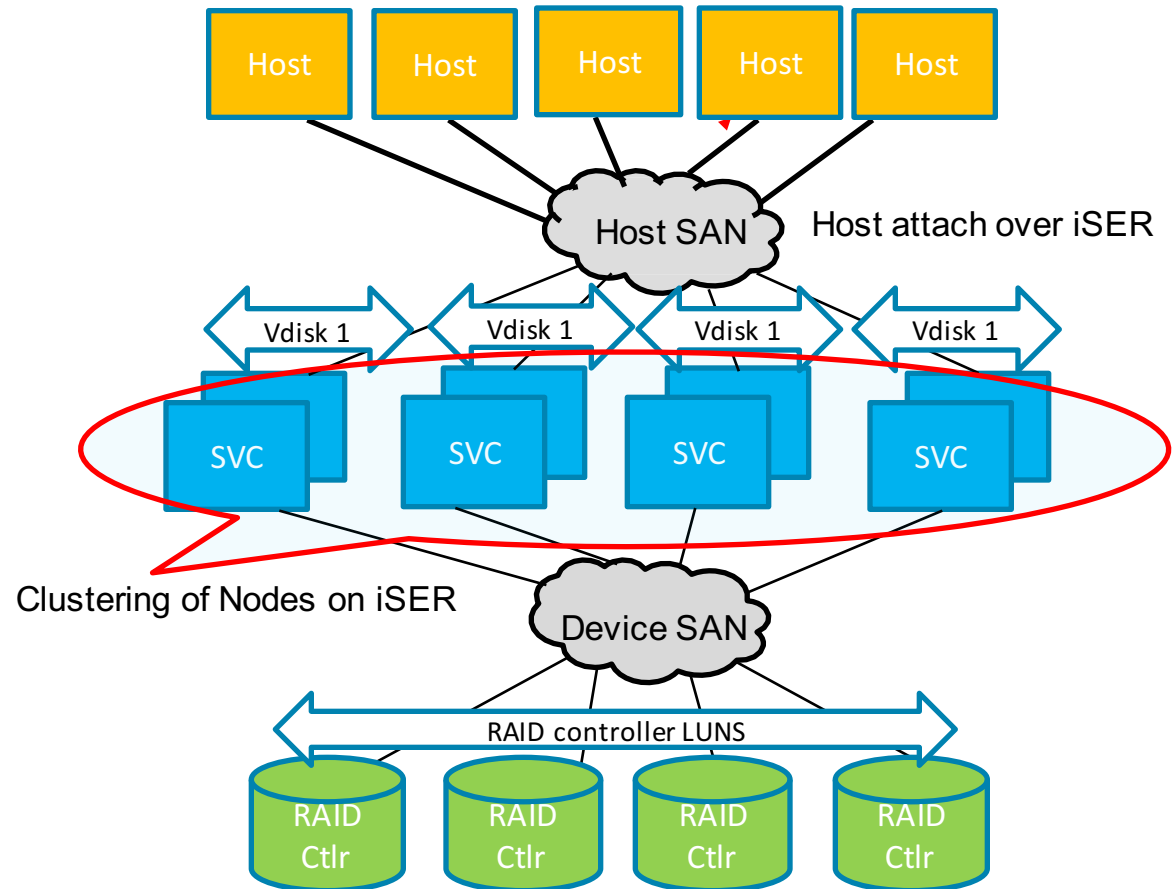 Host
Host
Host
Host
Host
Host SAN
Host attach over iSER
Vdisk 1
Vdisk 1
Vdisk 1
Vdisk 1
SVC
SVC
SVC
SVC
Clustering of Nodes on iSER
Device SAN
RAID controller LUNS
RAID
Ctlr
RAID
Ctlr
RAID
Ctlr
RAID
Ctlr